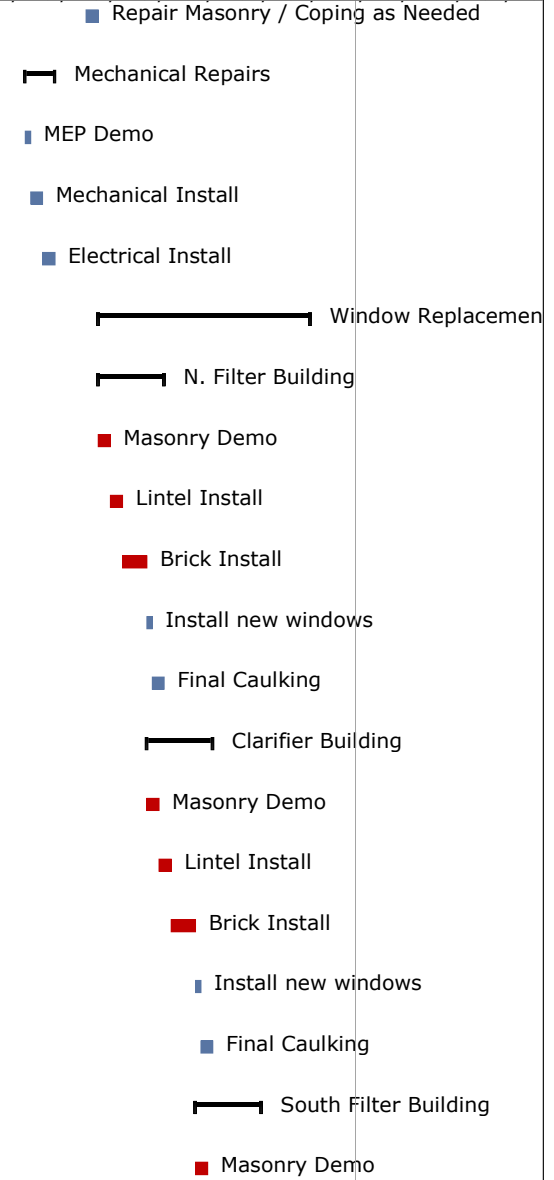 Repair Masonry / Coping as Needed
Mechanical Repairs
MEP Demo
Mechanical Install
Electrical Install
Window Replacemen
N. Filter Building
Masonry Demo
Lintel Install
Brick Install
Install new windows
Final Caulking
Clarifier Building
Masonry Demo
Lintel Install
Brick Install
Install new windows
Final Caulking
South Filter Building
Masonry Demo